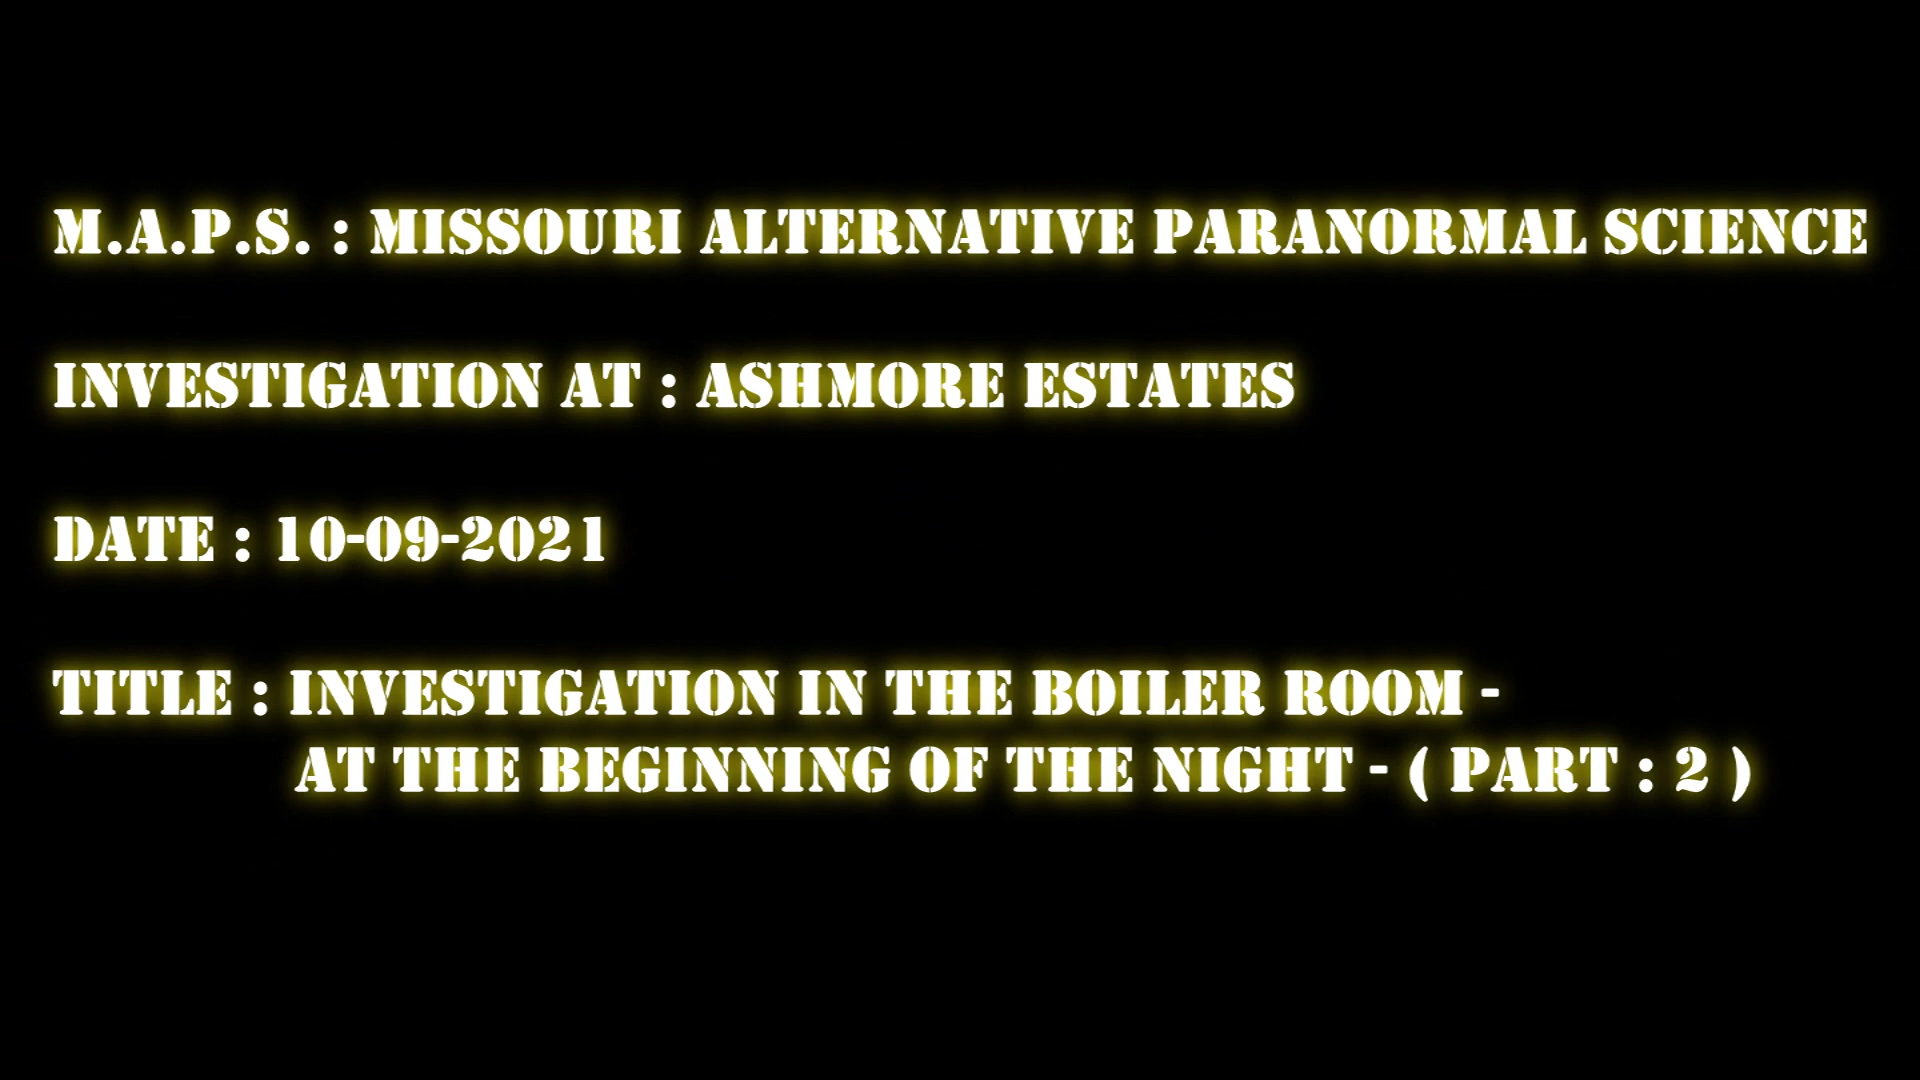 M.A.P.S. : MISSOURI ALTERNATIVE PARANORMAL SCIENCE
INVESTIGATION AT : ASHMORE ESTATES
DATE : 10-09-2021
TITLE : INVESTIGATION IN THE BOILER ROOM -
AT THE BEGINNING OF THE NIGHT - ( PART : 2 )